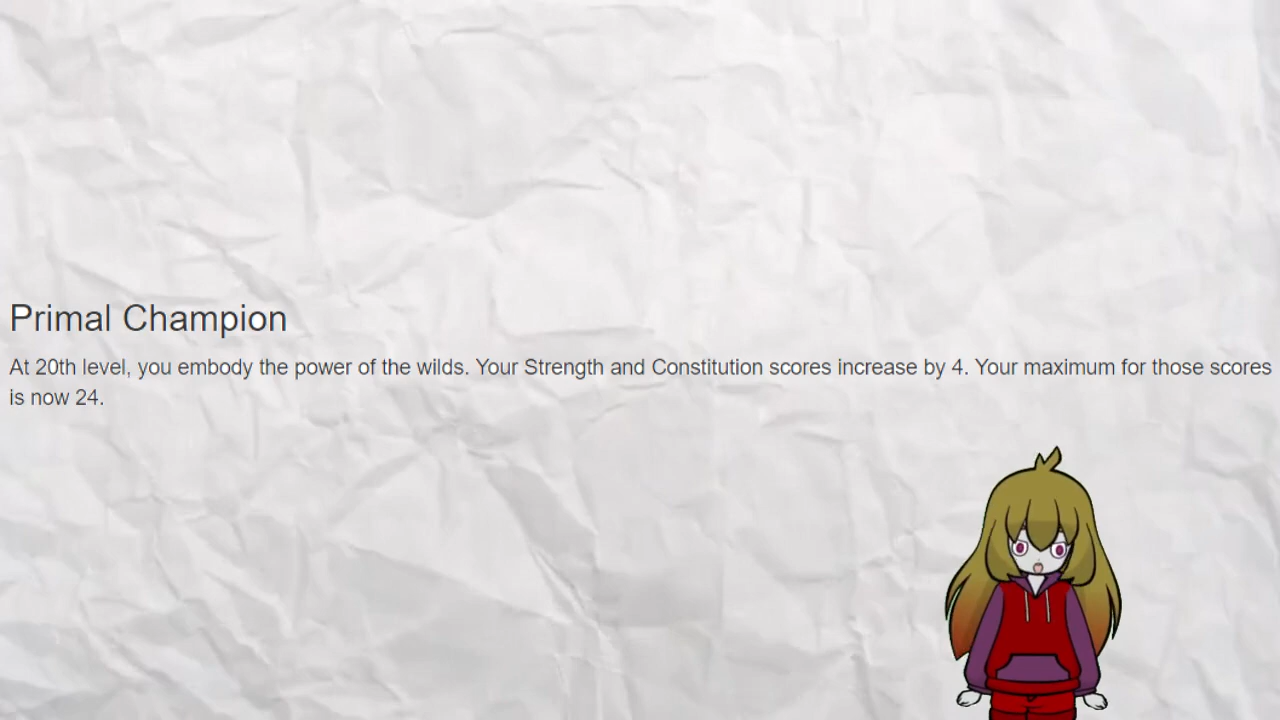 Primal Champion
At 20th level, you embody the power of the wilds. Your Strength and Constitution scores increase by 4. Your maximum for those scores
is now 24.